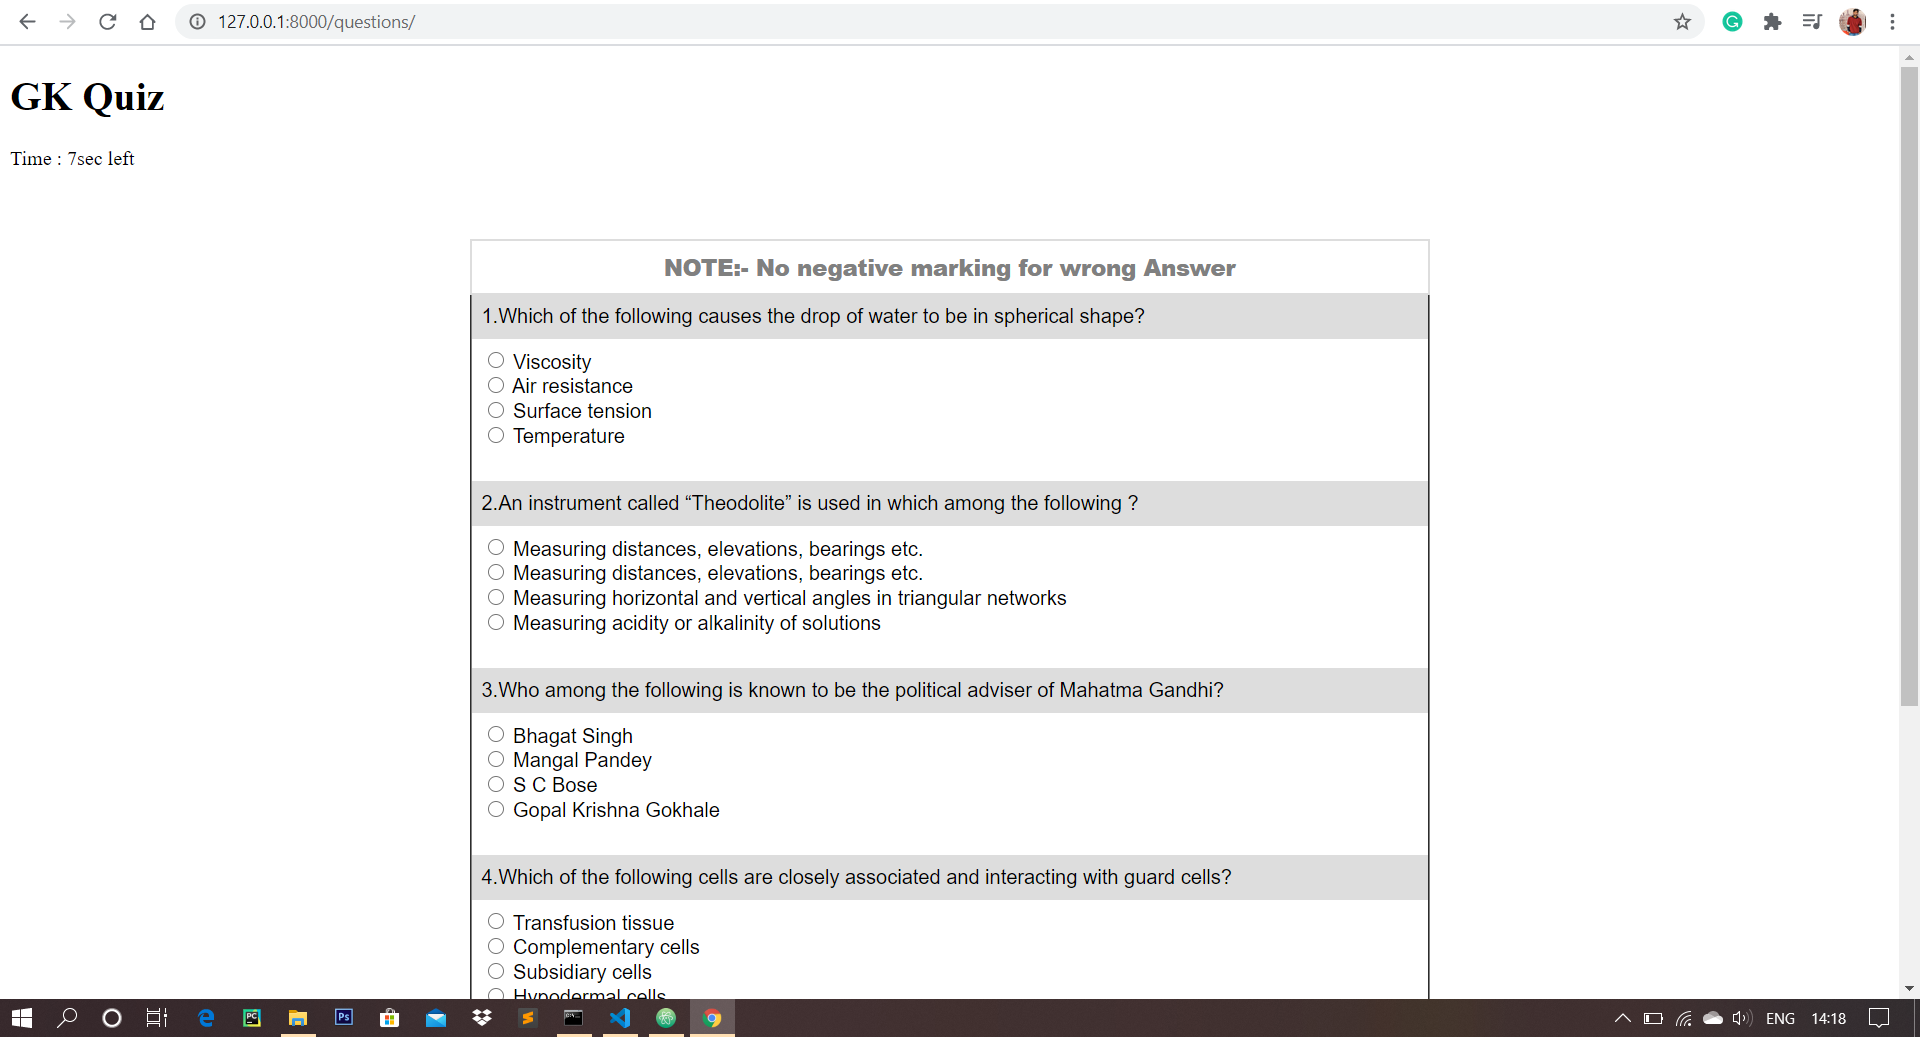 127.0.0.1:8000/questions/
GK Quiz
Time : 7sec left
NOTE:- No negative marking for wrong Answer
1.Which of the following causes the drop of water to be in spherical shape?
Viscosity
Air resistance
Surface tension
Temperature
2.An instrument called “Theodolite” is used in which among the following ?
Measuring distances, elevations, bearings etc.
Measuring distances, elevations, bearings etc.
Measuring horizontal and vertical angles in triangular networks
Measuring acidity or alkalinity of solutions
3.Who among the following is known to be the political adviser of Mahatma Gandhi?
Bhagat Singh
Mangal Pandey
S C Bose
Gopal Krishna Gokhale
4.Which of the following cells are closely associated and interacting with guard cells?
Transfusion tissue
Complementary cells
Subsidiary cells
Hypodermal cells
ENG 14:18